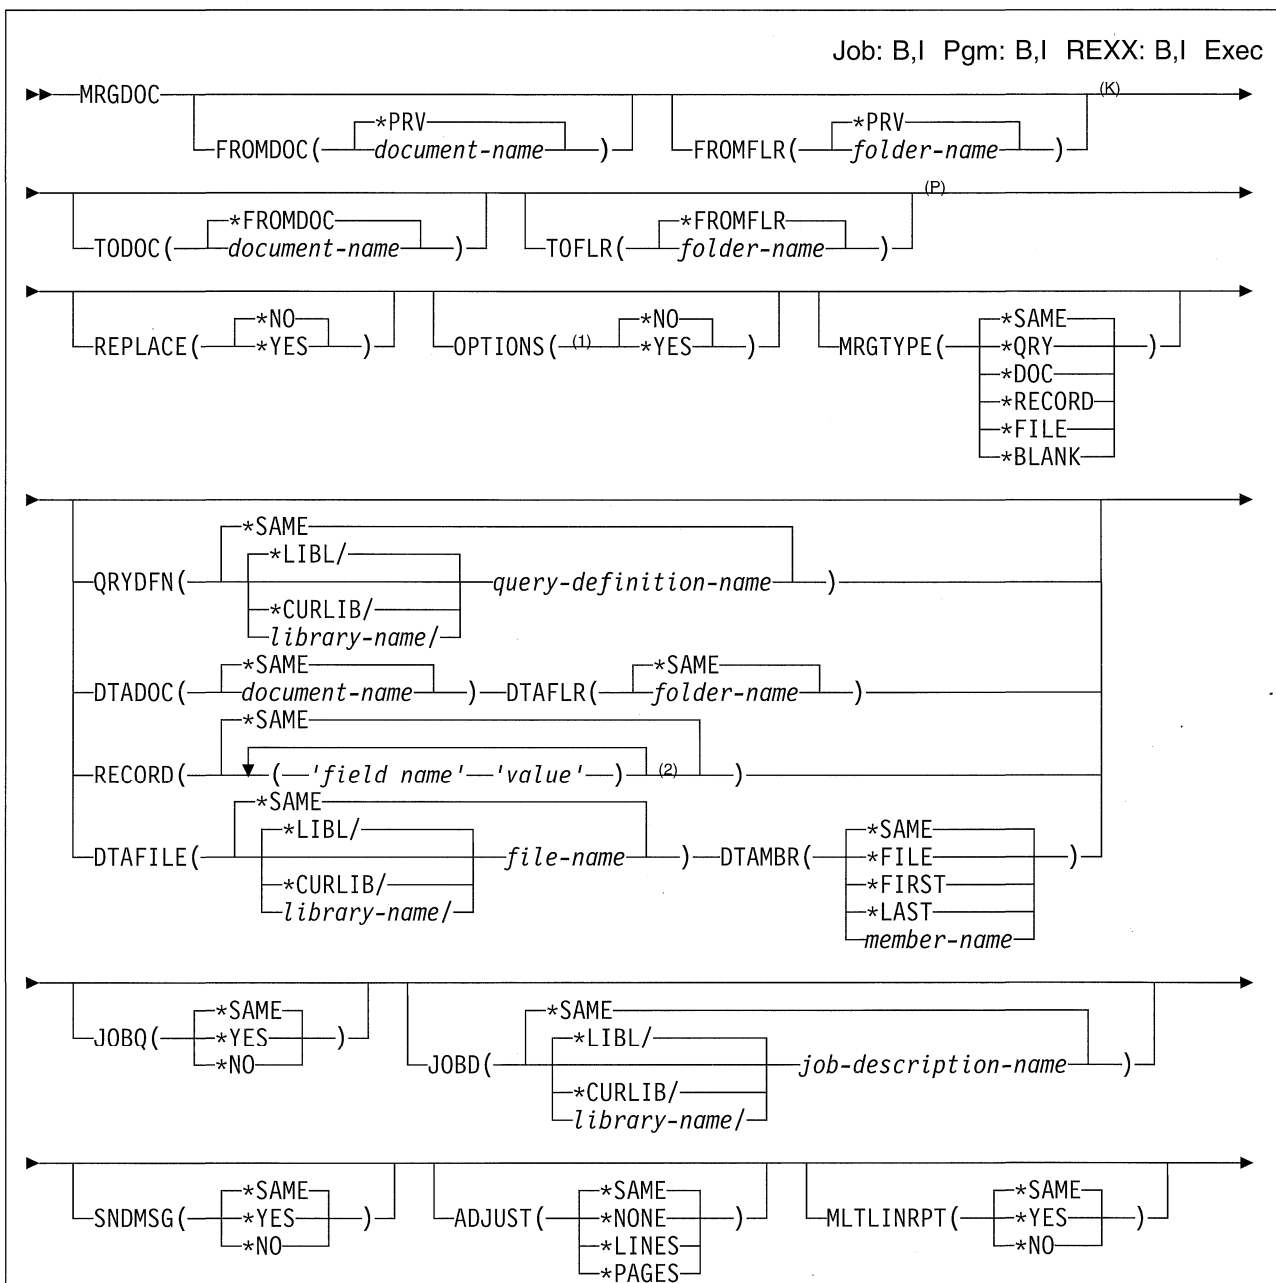 Job: B,I Pgm: B,I REXX: B,I Exec
MRGDOC
*PRV *PRV (K)
FROMDOC( document-name ) FROMFLR( folder-name )
*FROMDOC *FROMFLR (P)
TODOC( document-name ) TOFLR( folder-name )
*NO *NO *SAME
REPLACE( *YES ) OPTIONS( (1) *YES ) MRGTYPE( *QRY )
*DOC
*RECORD
*FILE
*BLANK
*SAME
*LIBL/
QRYDFN( query-definition-name )
*CURLIB/
library-name/
*SAME *SAME
DTADOC( document-name ) DTAFLR( folder-name )
*SAME
RECORD( ( 'field name' 'value' ) (2) )
*SAME
*LIBL/ *SAME
DTAFILE( file-name ) DTAMBR( *FILE )
*CURLIB/ *FIRST
library-name/ *LAST
member-name
*SAME *SAME
JOBQ( *YES ) *LIBL/
*NO JOBD( job-description-name )
*CURLIB/
library-name/
*SAME *SAME *SAME
SNDMSG( *YES ) ADJUST( *NONE ) MLTLINRPT( *YES )
*NO *LINES *NO
*PAGES